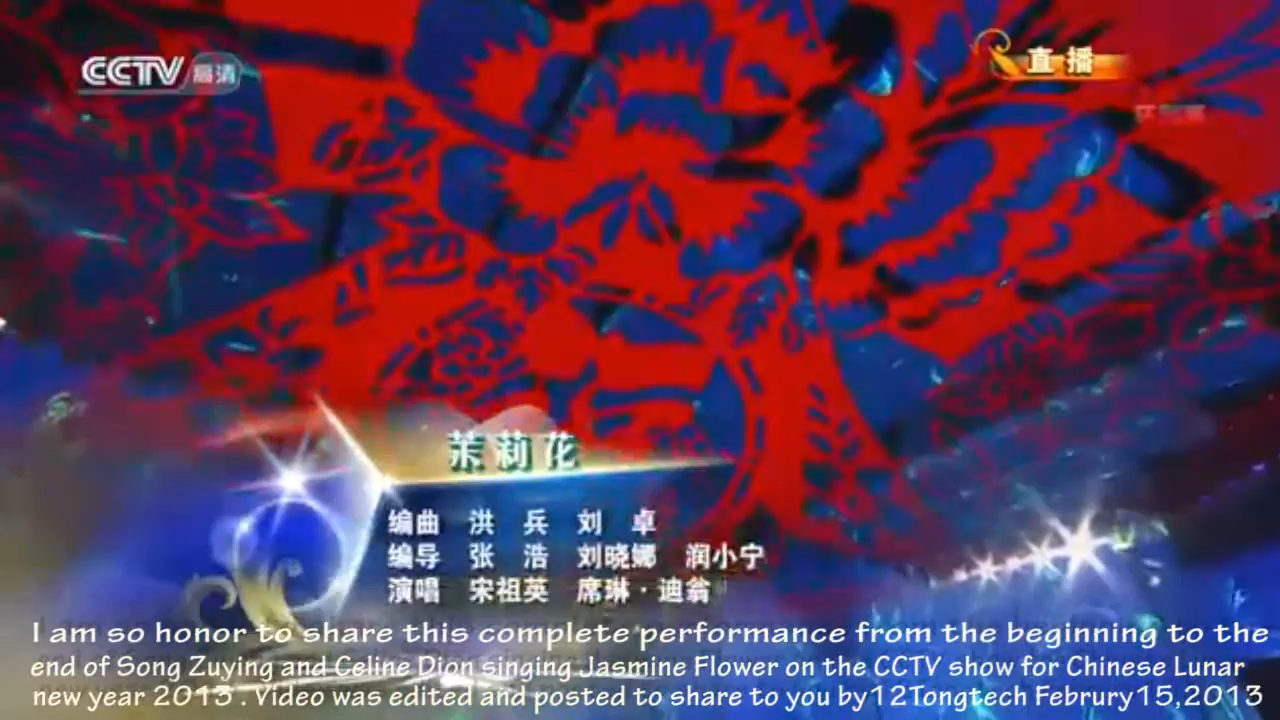 CCTV 高清
直播
茉莉花
编曲 洪 兵 刘 卓
编导 张 浩 刘晓娜 润小宁
演唱 宋祖英 席琳·迪翁
I am so honor to share this complete performance from the beginning to the
end of Song Zuying and Celine Dion singing Jasmine Flower on the CCTV show for Chinese Lunar
new year 2013 . Video was edited and posted to share to you by12Tongtech Februry15,2013